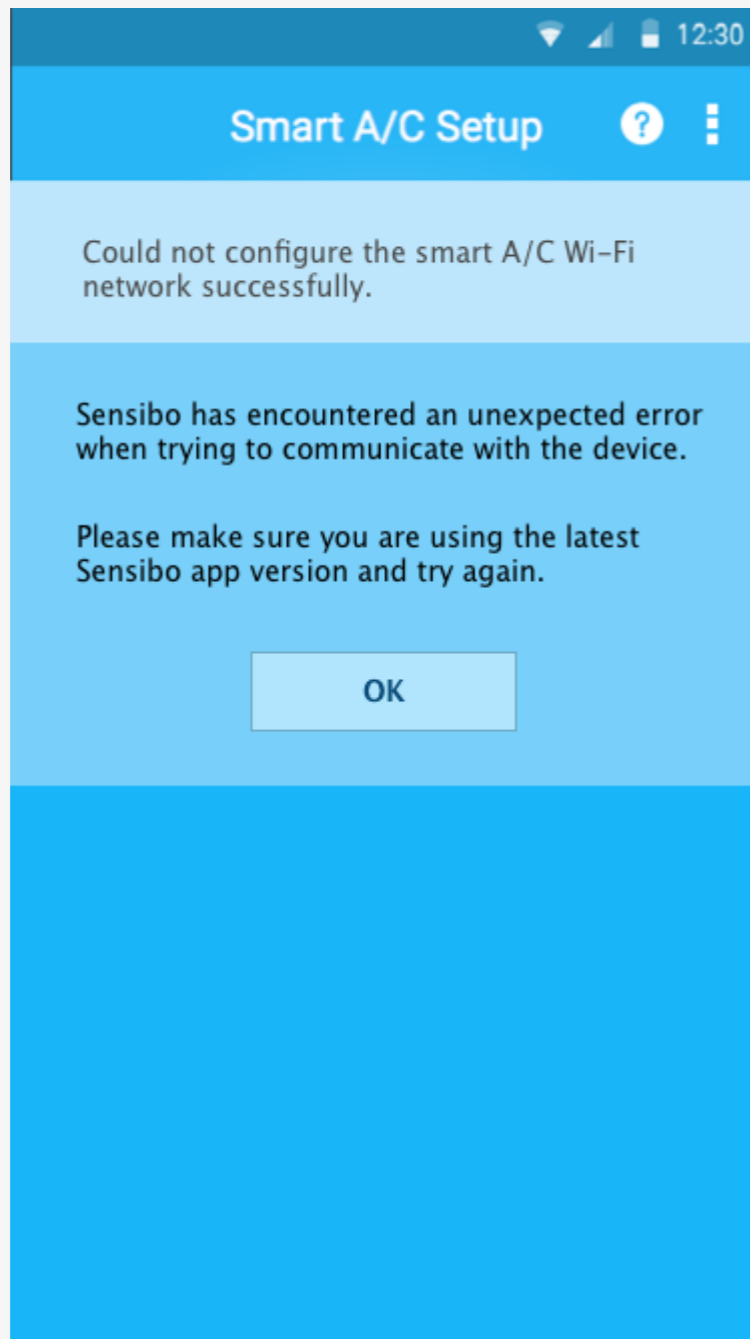 12:30
Smart A/C Setup ?
Could not configure the smart A/C Wi-Fi
network successfully.
Sensibo has encountered an unexpected error
when trying to communicate with the device.
Please make sure you are using the latest
Sensibo app version and try again.
OK